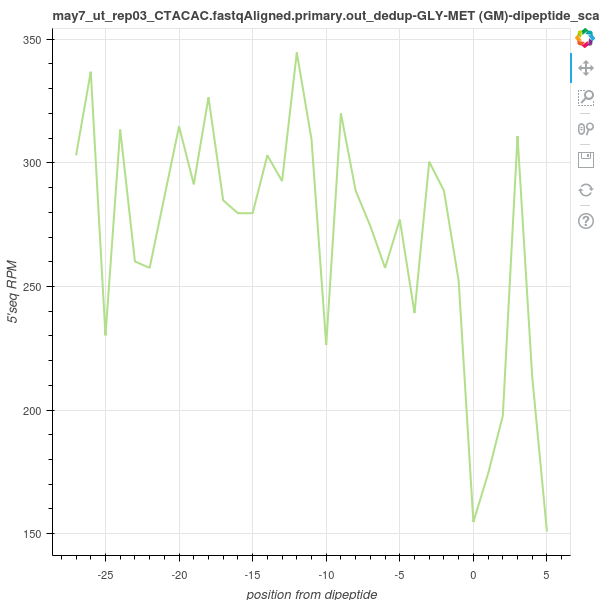 may7_ut_rep03_CTACAC.fastqAligned.primary.out_dedup-GLY-MET (GM)-dipeptide_sca
350
300
250
200
150
5'seq RPM
-25 -20 -15 -10 -5 0 5
position from dipeptide